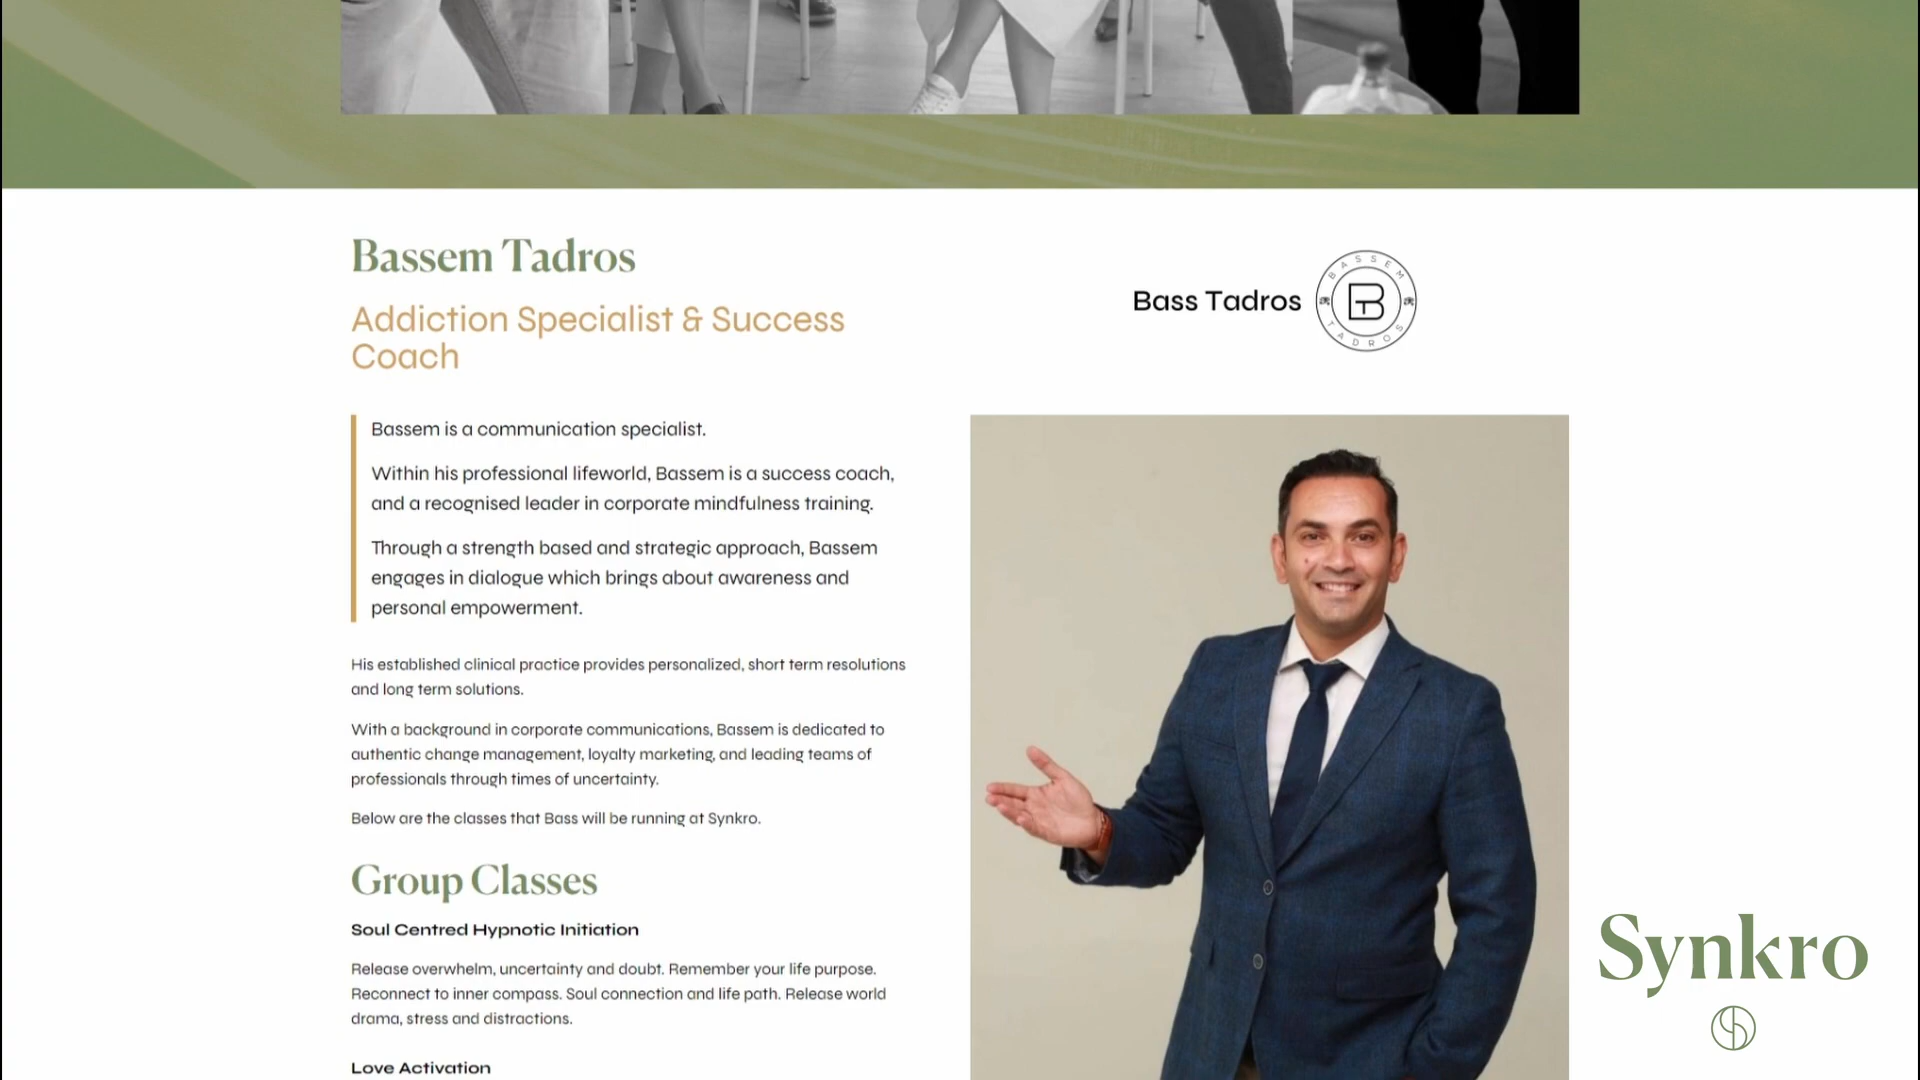 Bassem Tadros
Addiction Specialist & Success
Coach
Bass Tadros
BASSEM
TADROS
Bassem is a communication specialist.
Within his professional lifeworld, Bassem is a success coach,
and a recognised leader in corporate mindfulness training.
Through a strength based and strategic approach, Bassem
engages in dialogue which brings about awareness and
personal empowerment.
His established clinical practice provides personalized, short term resolutions
and long term solutions.
With a background in corporate communications, Bassem is dedicated to
authentic change management, loyalty marketing, and leading teams of
professionals through times of uncertainty.
Below are the classes that Bass will be running at Synkro.
Group Classes
Soul Centred Hypnotic Initiation
Release overwhelm, uncertainty and doubt. Remember your life purpose.
Reconnect to inner compass. Soul connection and life path. Release world
drama, stress and distractions.
Love Activation
Synkro